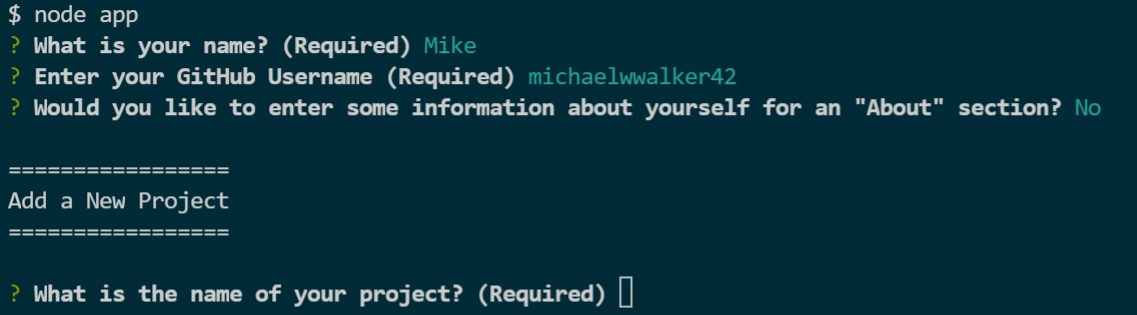 $ node app
? What is your name? (Required) Mike
? Enter your GitHub Username (Required) michaelwwalker42
? Would you like to enter some information about yourself for an "About" section? No
=================
Add a New Project
=================
? What is the name of your project? (Required)